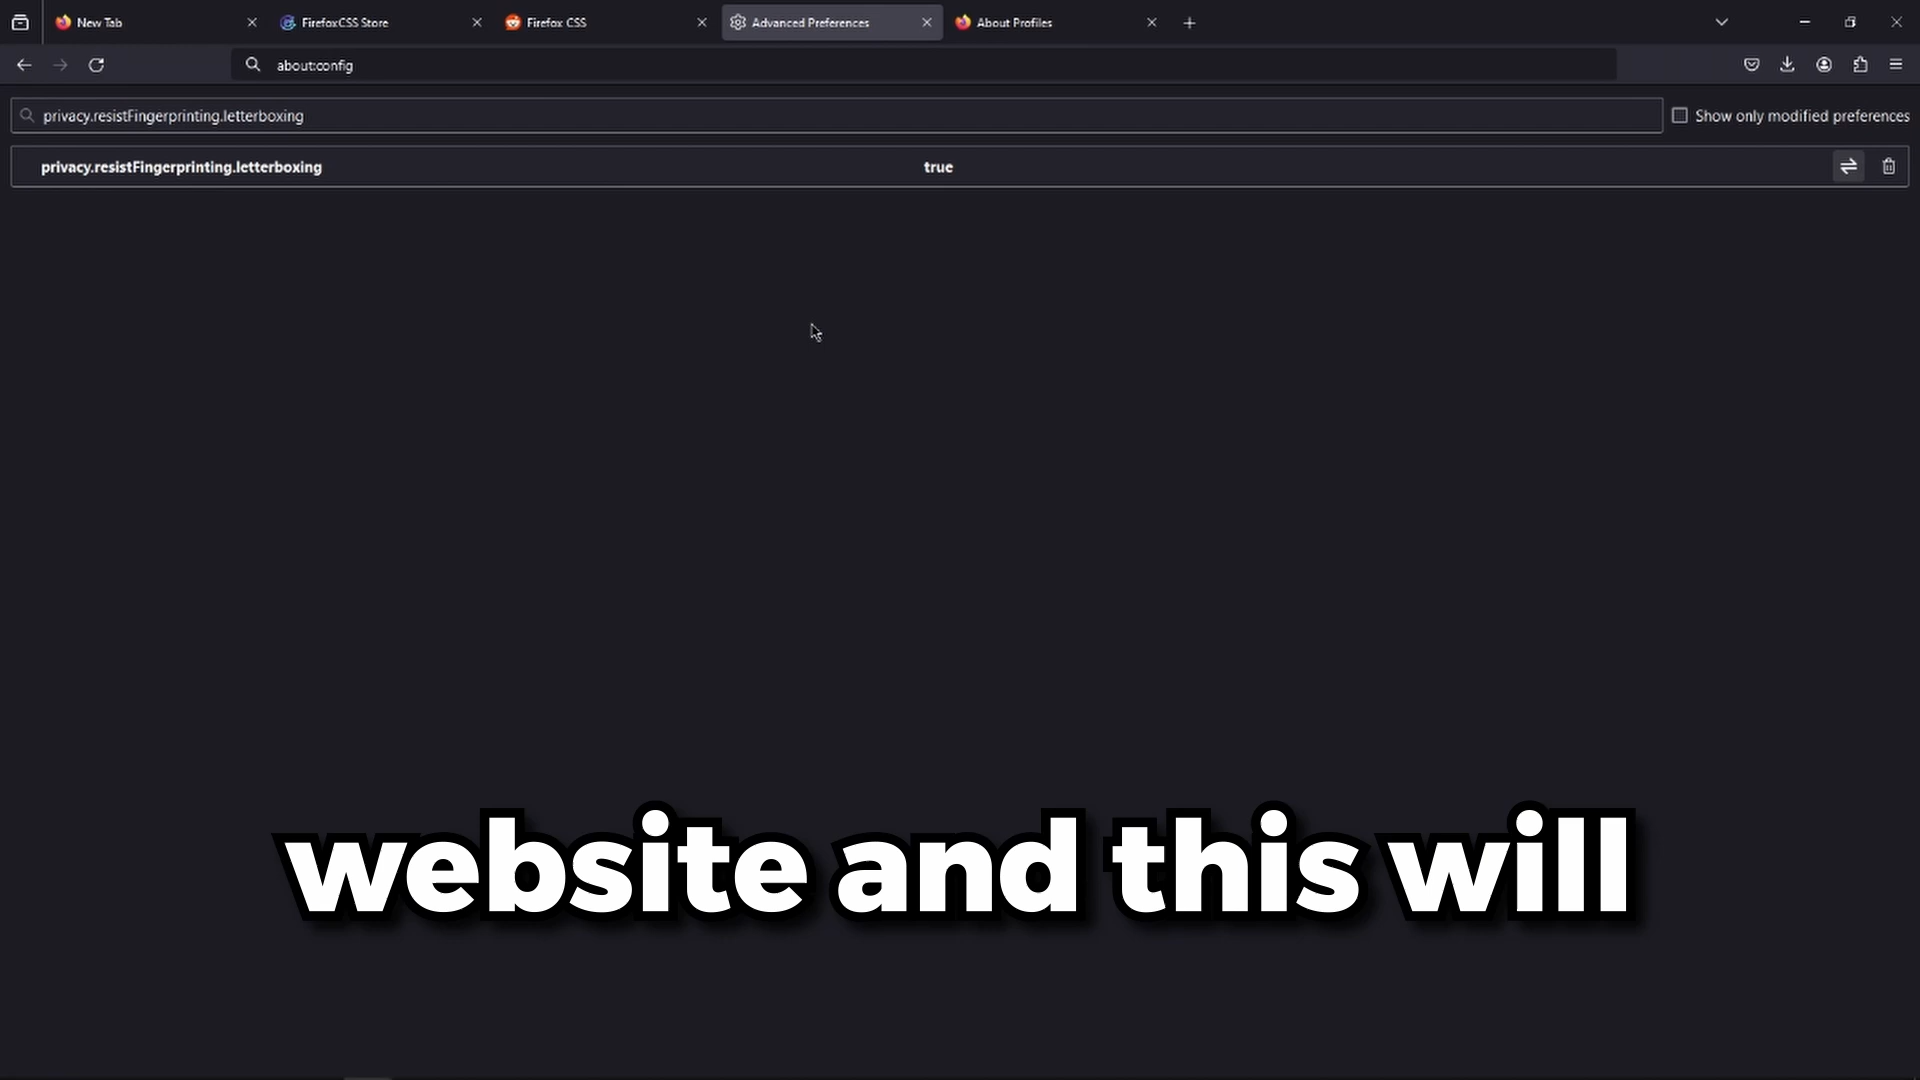 New Tab
FirefoxCSS Store
Firefox CSS
Advanced Preferences
About Profiles
about:config
privacy.resistFingerprinting.letterboxing
Show only modified preferences
privacy.resistFingerprinting.letterboxing true
website and this will